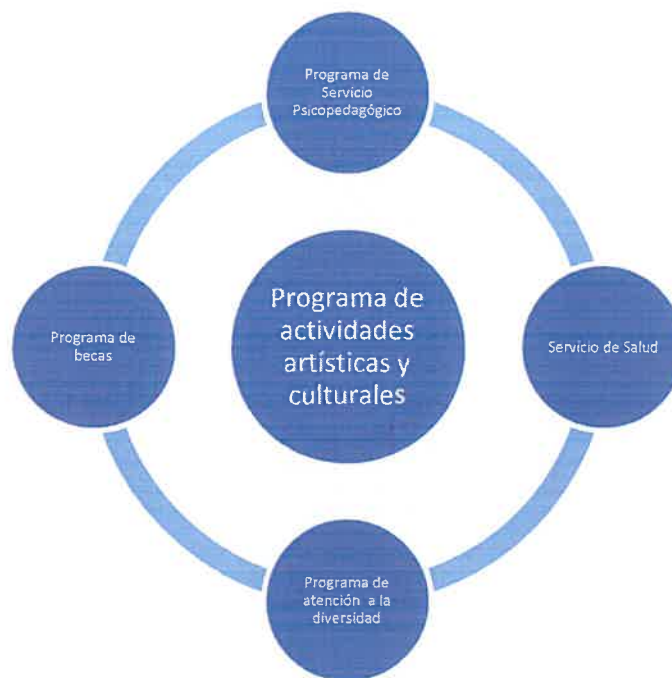 Programa de
Servicio
Psicopedagógico
Programa de
actividades
artísticas y
culturales
Programa de
becas
Servicio de Salud
Programa de
atención a la
diversidad